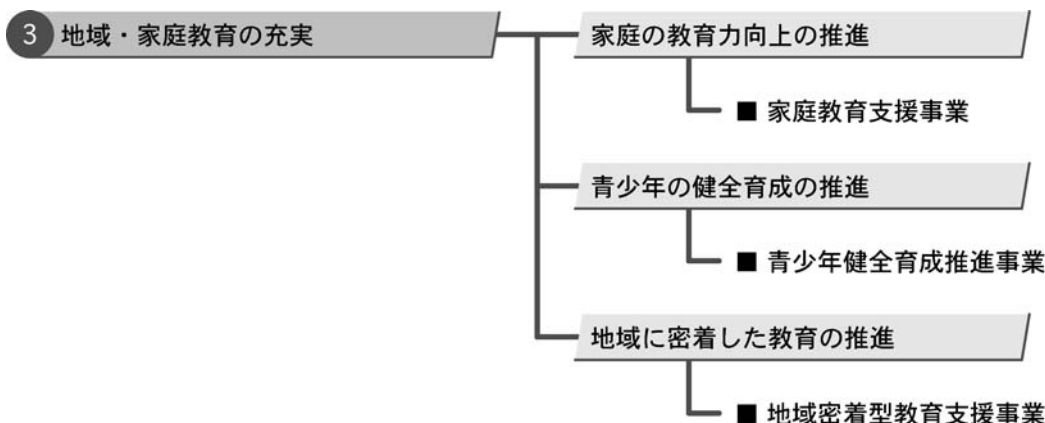 3 地域・家庭教育の充実
家庭の教育力向上の推進
■ 家庭教育支援事業
青少年の健全育成の推進
■ 青少年健全育成推進事業
地域に密着した教育の推進
■ 地域密着型教育支援事業